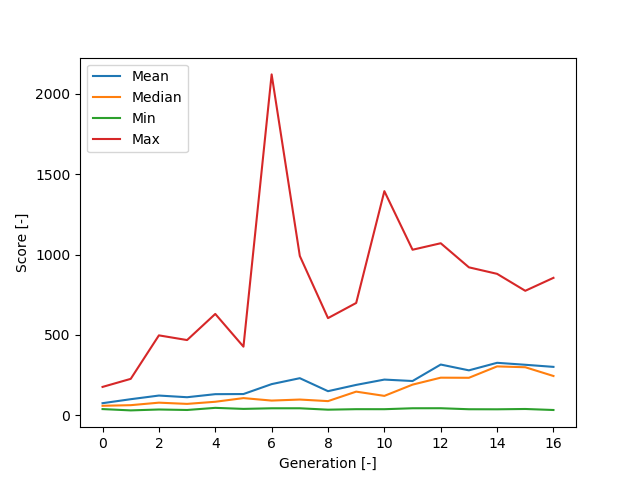 Mean
Median
Min
Max
2000
1500
1000
500
0
Score [-]
0 2 4 6 8 10 12 14 16
Generation [-]